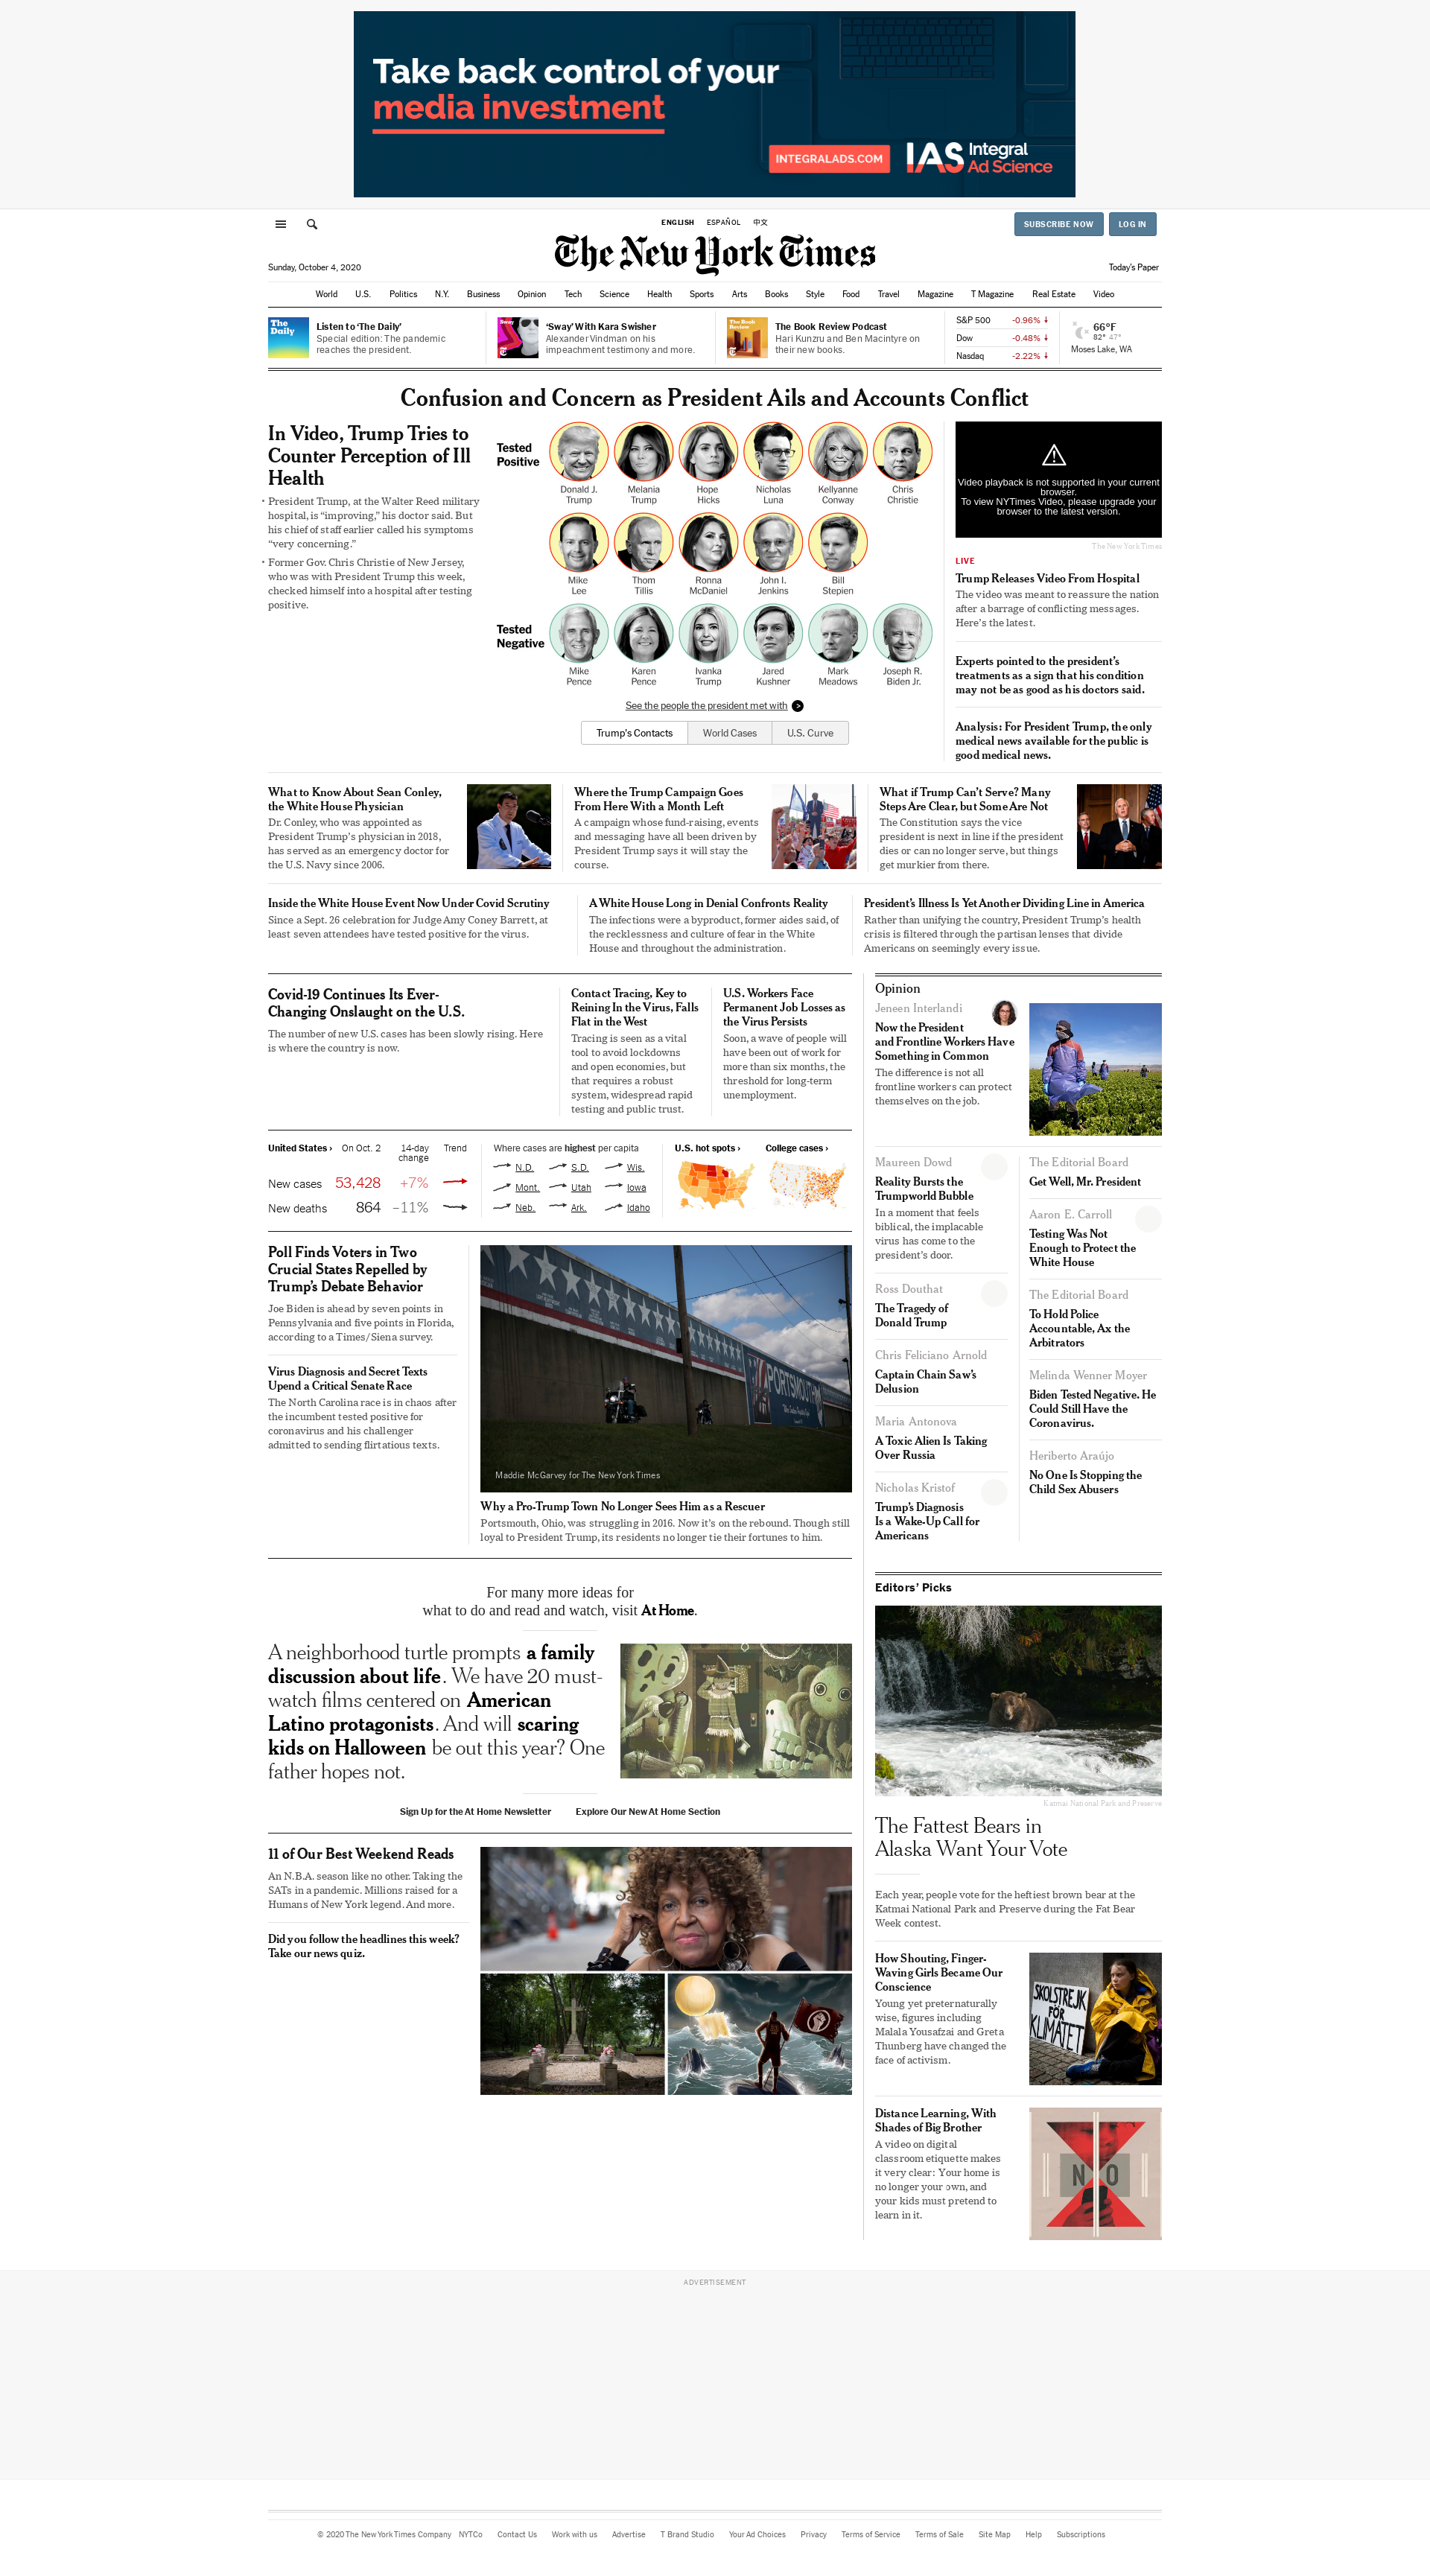 Take back control of your
media investment
INTEGRALADS.COM
IAS Integral
Ad Science
ENGLISH ESPAÑOL 中文
SUBSCRIBE NOW LOG IN
The New York Times
Sunday, October 4, 2020
Today's Paper
World U.S. Politics N.Y. Business Opinion Tech Science Health Sports Arts Books Style Food Travel Magazine T Magazine Real Estate Video
The Daily
Listen to ‘The Daily’
Special edition: The pandemic
reaches the president.
Sway
‘Sway’ With Kara Swisher
Alexander Vindman on his
impeachment testimony and more.
The Book Review
The Book Review Podcast
Hari Kunzru and Ben Macintyre on
their new books.
S&P 500 -0.96%
Dow -0.48%
Nasdaq -2.22%
66°F
82° 47°
Moses Lake, WA
Confusion and Concern as President Ails and Accounts Conflict
In Video, Trump Tries to
Counter Perception of Ill
Health
• President Trump, at the Walter Reed military
hospital, is “improving,” his doctor said. But
his chief of staff earlier called his symptoms
“very concerning.”
• Former Gov. Chris Christie of New Jersey,
who was with President Trump this week,
checked himself into a hospital after testing
positive.
Tested
Positive
Donald J.
Trump
Melania
Trump
Hope
Hicks
Nicholas
Luna
Kellyanne
Conway
Chris
Christie
Mike
Lee
Thom
Tillis
Ronna
McDaniel
John I.
Jenkins
Bill
Stepien
Tested
Negative
Mike
Pence
Karen
Pence
Ivanka
Trump
Jared
Kushner
Mark
Meadows
Joseph R.
Biden Jr.
See the people the president met with
Trump's Contacts World Cases U.S. Curve
Video playback is not supported in your current
browser.
To view NYTimes Video, please upgrade your
browser to the latest version.
The New York Times
LIVE
Trump Releases Video From Hospital
The video was meant to reassure the nation
after a barrage of conflicting messages.
Here's the latest.
Experts pointed to the president's
treatments as a sign that his condition
may not be as good as his doctors said.
Analysis: For President Trump, the only
medical news available for the public is
good medical news.
What to Know About Sean Conley,
the White House Physician
Dr. Conley, who was appointed as
President Trump's physician in 2018,
has served as an emergency doctor for
the U.S. Navy since 2006.
Where the Trump Campaign Goes
From Here With a Month Left
A campaign whose fund-raising, events
and messaging have all been driven by
President Trump says it will stay the
course.
What if Trump Can't Serve? Many
Steps Are Clear, but Some Are Not
The Constitution says the vice
president is next in line if the president
dies or can no longer serve, but things
get murkier from there.
Inside the White House Event Now Under Covid Scrutiny
Since a Sept. 26 celebration for Judge Amy Coney Barrett, at
least seven attendees have tested positive for the virus.
A White House Long in Denial Confronts Reality
The infections were a byproduct, former aides said, of
the recklessness and culture of fear in the White
House and throughout the administration.
President's Illness Is Yet Another Dividing Line in America
Rather than unifying the country, President Trump's health
crisis is filtered through the partisan lenses that divide
Americans on seemingly every issue.
Covid-19 Continues Its Ever-
Changing Onslaught on the U.S.
The number of new U.S. cases has been slowly rising. Here
is where the country is now.
Contact Tracing, Key to
Reining In the Virus, Falls
Flat in the West
Tracing is seen as a vital
tool to avoid lockdowns
and open economies, but
that requires a robust
system, widespread rapid
testing and public trust.
U.S. Workers Face
Permanent Job Losses as
the Virus Persists
Soon, a wave of people will
have been out of work for
more than six months, the
threshold for long-term
unemployment.
United States › On Oct. 2 14-day
change Trend
New cases 53,428 +7%
New deaths 864 –11%
Where cases are highest per capita
N.D. S.D. Wis.
Mont. Utah Iowa
Neb. Ark. Idaho
U.S. hot spots › College cases ›
Poll Finds Voters in Two
Crucial States Repelled by
Trump's Debate Behavior
Joe Biden is ahead by seven points in
Pennsylvania and five points in Florida,
according to a Times/Siena survey.
Virus Diagnosis and Secret Texts
Upend a Critical Senate Race
The North Carolina race is in chaos after
the incumbent tested positive for
coronavirus and his challenger
admitted to sending flirtatious texts.
PORTSMOUTH
Maddie McGarvey for The New York Times
Why a Pro-Trump Town No Longer Sees Him as a Rescuer
Portsmouth, Ohio, was struggling in 2016. Now it's on the rebound. Though still
loyal to President Trump, its residents no longer tie their fortunes to him.
Opinion
Jeneen Interlandi
Now the President
and Frontline Workers Have
Something in Common
The difference is not all
frontline workers can protect
themselves on the job.
Maureen Dowd
Reality Bursts the
Trumpworld Bubble
In a moment that feels
biblical, the implacable
virus has come to the
president's door.
Ross Douthat
The Tragedy of
Donald Trump
Chris Feliciano Arnold
Captain Chain Saw's
Delusion
Maria Antonova
A Toxic Alien Is Taking
Over Russia
Nicholas Kristof
Trump's Diagnosis
Is a Wake-Up Call for
Americans
The Editorial Board
Get Well, Mr. President
Aaron E. Carroll
Testing Was Not
Enough to Protect the
White House
The Editorial Board
To Hold Police
Accountable, Ax the
Arbitrators
Melinda Wenner Moyer
Biden Tested Negative. He
Could Still Have the
Coronavirus.
Heriberto Araújo
No One Is Stopping the
Child Sex Abusers
For many more ideas for
what to do and read and watch, visit At Home.
A neighborhood turtle prompts a family
discussion about life. We have 20 must-
watch films centered on American
Latino protagonists. And will scaring
kids on Halloween be out this year? One
father hopes not.
Sign Up for the At Home Newsletter Explore Our New At Home Section
11 of Our Best Weekend Reads
An N.B.A. season like no other. Taking the
SATs in a pandemic. Millions raised for a
Humans of New York legend. And more.
Did you follow the headlines this week?
Take our news quiz.
Editors' Picks
Katmai National Park and Preserve
The Fattest Bears in
Alaska Want Your Vote
Each year, people vote for the heftiest brown bear at the
Katmai National Park and Preserve during the Fat Bear
Week contest.
How Shouting, Finger-
Waving Girls Became Our
Conscience
Young yet preternaturally
wise, figures including
Malala Yousafzai and Greta
Thunberg have changed the
face of activism.
SKOLSTREJK
FÖR
KLIMATET
Distance Learning, With
Shades of Big Brother
A video on digital
classroom etiquette makes
it very clear: Your home is
no longer your own, and
your kids must pretend to
learn in it.
NO
ADVERTISEMENT
© 2020 The New York Times Company NYTCo Contact Us Work with us Advertise T Brand Studio Your Ad Choices Privacy Terms of Service Terms of Sale Site Map Help Subscriptions